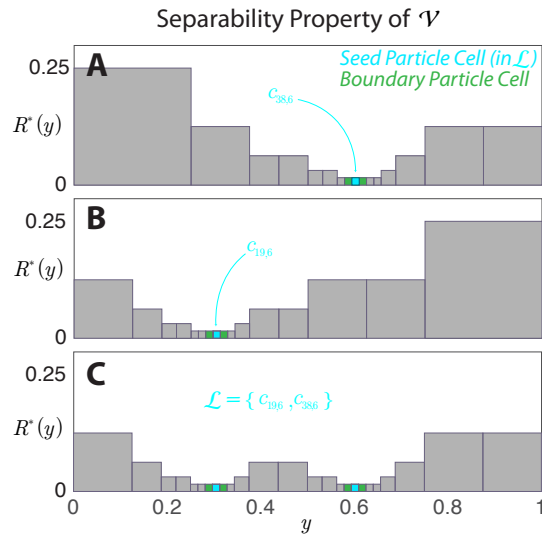 Separability Property of 𝒱
A
Seed Particle Cell (in ℒ)
Boundary Particle Cell
0.25
c₃₈,₆
R*(y)
0
B
0.25
c₁₉,₆
R*(y)
0
C
0.25
ℒ = { c₁₉,₆ , c₃₈,₆ }
R*(y)
0
0 0.2 0.4 0.6 0.8 1
y